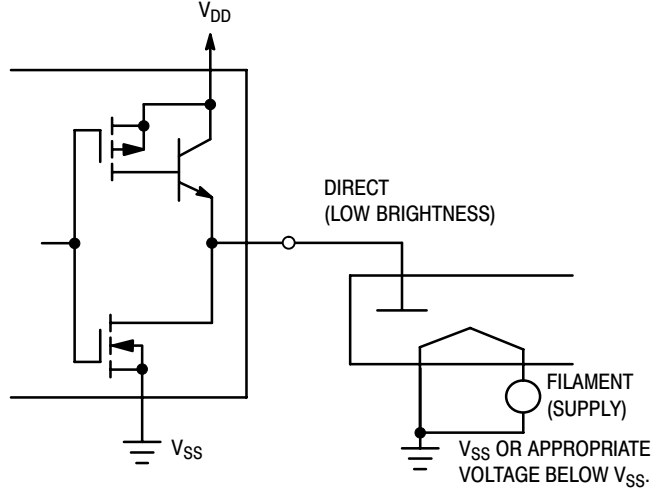 VDD
DIRECT
(LOW BRIGHTNESS)
FILAMENT
(SUPPLY)
VSS
VSS OR APPROPRIATE
VOLTAGE BELOW VSS.